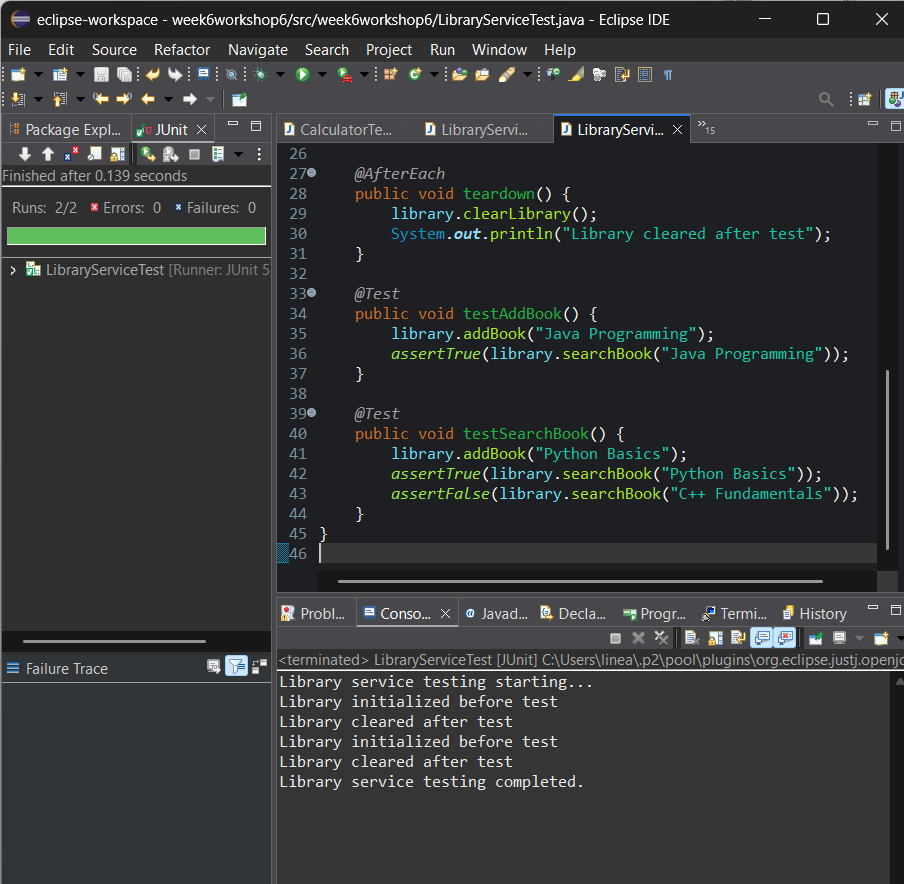 eclipse-workspace - week6workshop6/src/week6workshop6/LibraryServiceTest.java - Eclipse IDE
File Edit Source Refactor Navigate Search Project Run Window Help
Package Expl... JUnit
Finished after 0.139 seconds
Runs: 2/2 Errors: 0 Failures: 0
LibraryServiceTest [Runner: JUnit 5
Failure Trace
CalculatorTe... LibraryServi... LibraryServi... »15
26
27 @AfterEach
28 public void teardown() {
29 library.clearLibrary();
30 System.out.println("Library cleared after test");
31 }
32
33 @Test
34 public void testAddBook() {
35 library.addBook("Java Programming");
36 assertTrue(library.searchBook("Java Programming"));
37 }
38
39 @Test
40 public void testSearchBook() {
41 library.addBook("Python Basics");
42 assertTrue(library.searchBook("Python Basics"));
43 assertFalse(library.searchBook("C++ Fundamentals"));
44 }
45 }
46
Probl... Conso... Javad... Decla... Progr... Termi... History
<terminated> LibraryServiceTest [JUnit] C:\Users\linea\.p2\pool\plugins\org.eclipse.justj.openjd
Library service testing starting...
Library initialized before test
Library cleared after test
Library initialized before test
Library cleared after test
Library service testing completed.